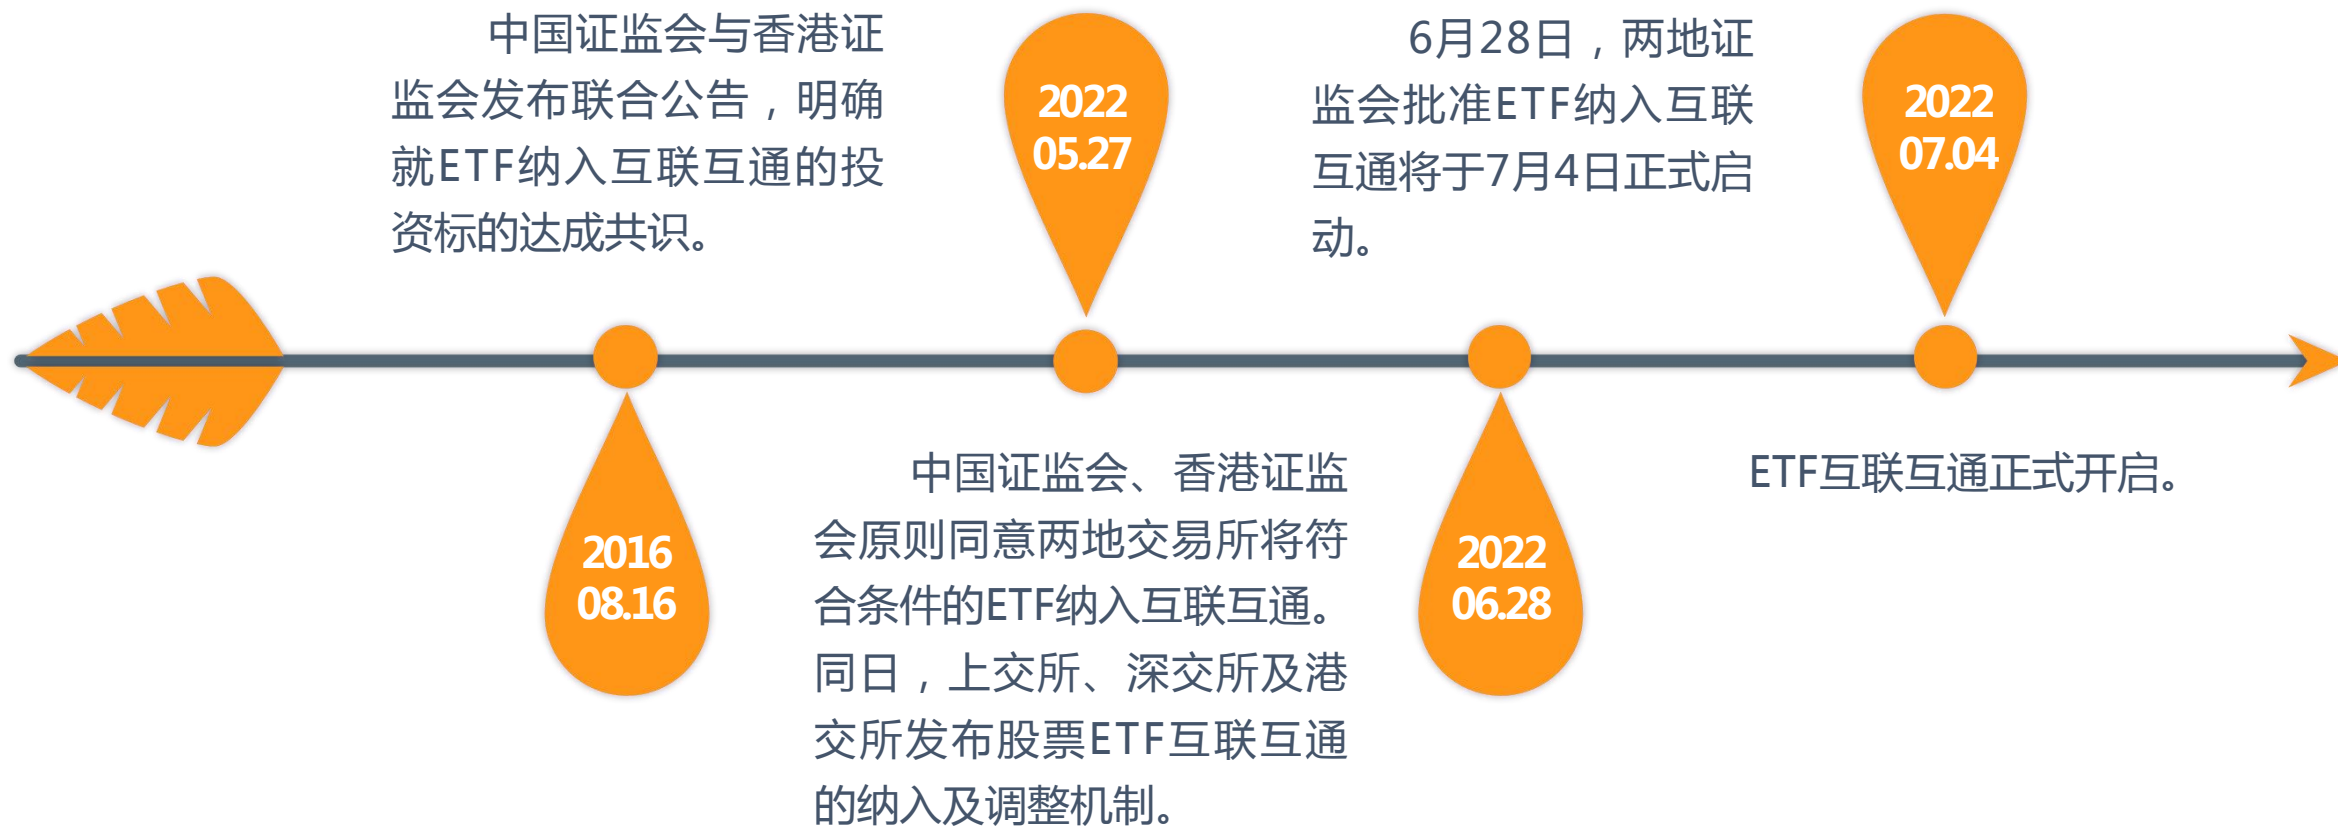 中国证监会与香港证
监会发布联合公告，明确
就ETF纳入互联互通的投
资标的达成共识。
2016
08.16
2022
05.27
中国证监会、香港证监
会原则同意两地交易所将符
合条件的ETF纳入互联互通。
同日，上交所、深交所及港
交所发布股票ETF互联互通
的纳入及调整机制。
6月28日，两地证
监会批准ETF纳入互联
互通将于7月4日正式启
动。
2022
06.28
2022
07.04
ETF互联互通正式开启。